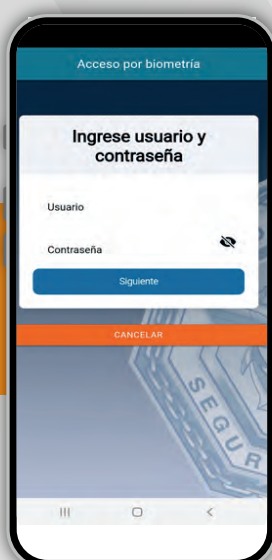 Acceso por biometría
Ingrese usuario y
contraseña
Usuario
Contraseña
Siguiente
CANCELAR
SEGUR